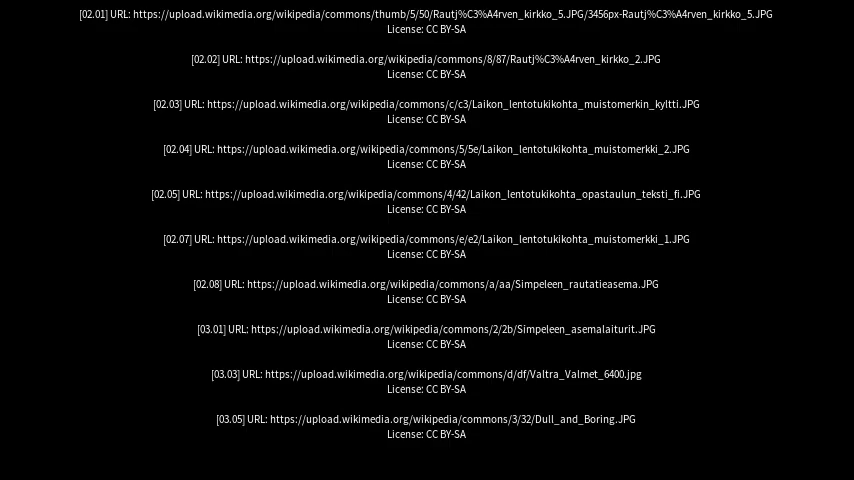 [02.01] URL: https://upload.wikimedia.org/wikipedia/commons/thumb/5/50/Rautj%C3%A4rven_kirkko_5.JPG/3456px-Rautj%C3%A4rven_kirkko_5.JPG
License: CC BY-SA
[02.02] URL: https://upload.wikimedia.org/wikipedia/commons/8/87/Rautj%C3%A4rven_kirkko_2.JPG
License: CC BY-SA
[02.03] URL: https://upload.wikimedia.org/wikipedia/commons/c/c3/Laikon_lentotukikohta_muistomerkin_kyltti.JPG
License: CC BY-SA
[02.04] URL: https://upload.wikimedia.org/wikipedia/commons/5/5e/Laikon_lentotukikohta_muistomerkki_2.JPG
License: CC BY-SA
[02.05] URL: https://upload.wikimedia.org/wikipedia/commons/4/42/Laikon_lentotukikohta_opastaulun_teksti_fi.JPG
License: CC BY-SA
[02.07] URL: https://upload.wikimedia.org/wikipedia/commons/e/e2/Laikon_lentotukikohta_muistomerkki_1.JPG
License: CC BY-SA
[02.08] URL: https://upload.wikimedia.org/wikipedia/commons/a/aa/Simpeleen_rautatieasema.JPG
License: CC BY-SA
[03.01] URL: https://upload.wikimedia.org/wikipedia/commons/2/2b/Simpeleen_asemalaiturit.JPG
License: CC BY-SA
[03.03] URL: https://upload.wikimedia.org/wikipedia/commons/d/df/Valtra_Valmet_6400.jpg
License: CC BY-SA
[03.05] URL: https://upload.wikimedia.org/wikipedia/commons/3/32/Dull_and_Boring.JPG
License: CC BY-SA